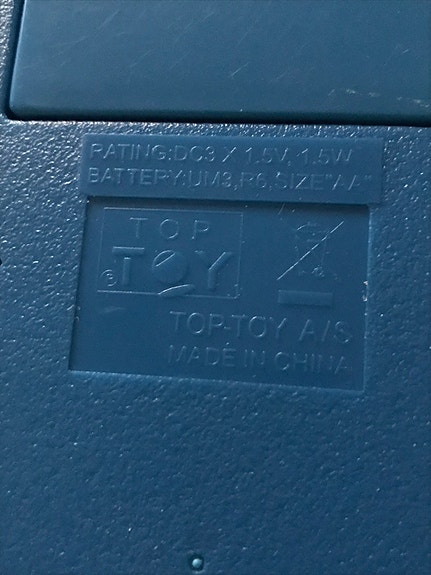 RATING:DC3 X 1.5V, 1.5W
BATTERY:UM3,R6,SIZE"AA"
TOP
®TOY
TOP-TOY A/S
MADE IN CHINA